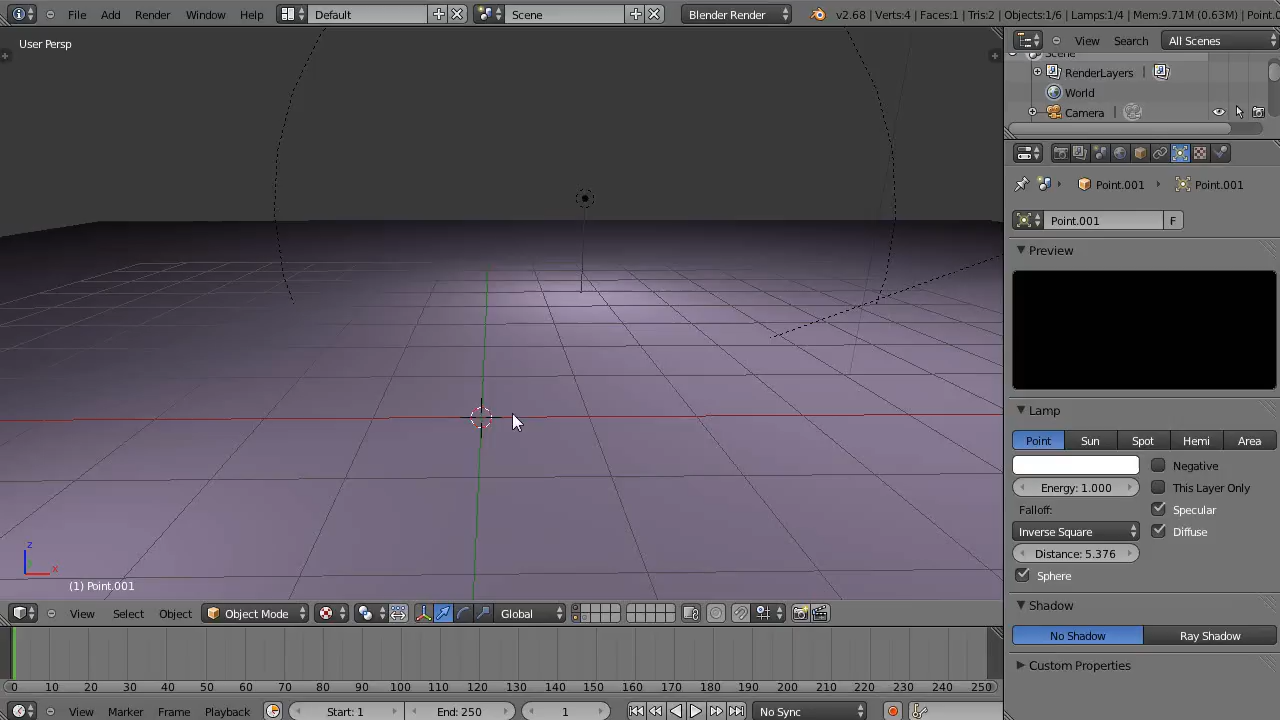 File Add Render Window Help Default Scene Blender Render v2.68 | Verts:4 | Faces:1 | Tris:2 | Objects:1/6 | Lamps:1/4 | Mem:9.71M (0.63M) | Point.0
User Persp
View Search All Scenes
Scene
RenderLayers
World
Camera
Point.001 Point.001
Point.001 F
Preview
Lamp
Point Sun Spot Hemi Area
Negative
Energy: 1.000 This Layer Only
Falloff: Specular
Inverse Square Diffuse
Distance: 5.376
Sphere
Shadow
No Shadow Ray Shadow
Custom Properties
z
x
(1) Point.001
View Select Object Object Mode Global
0 10 20 30 40 50 60 70 80 90 100 110 120 130 140 150 160 170 180 190 200 210 220 230 240 250
View Marker Frame Playback Start: 1 End: 250 1 No Sync